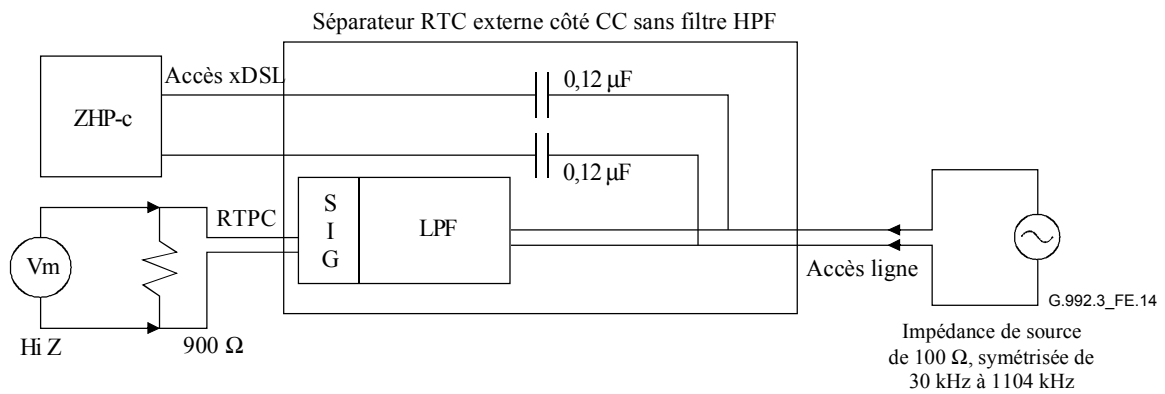 Séparateur RTC externe côté CC sans filtre HPF
Accès xDSL
0,12 µF
ZHP-c
0,12 µF
S
I
G
LPF
RTPC
Vm
Hi Z
900 Ω
Accès ligne
G.992.3_FE.14
Impédance de source
de 100 Ω, symétrisée de
30 kHz à 1104 kHz